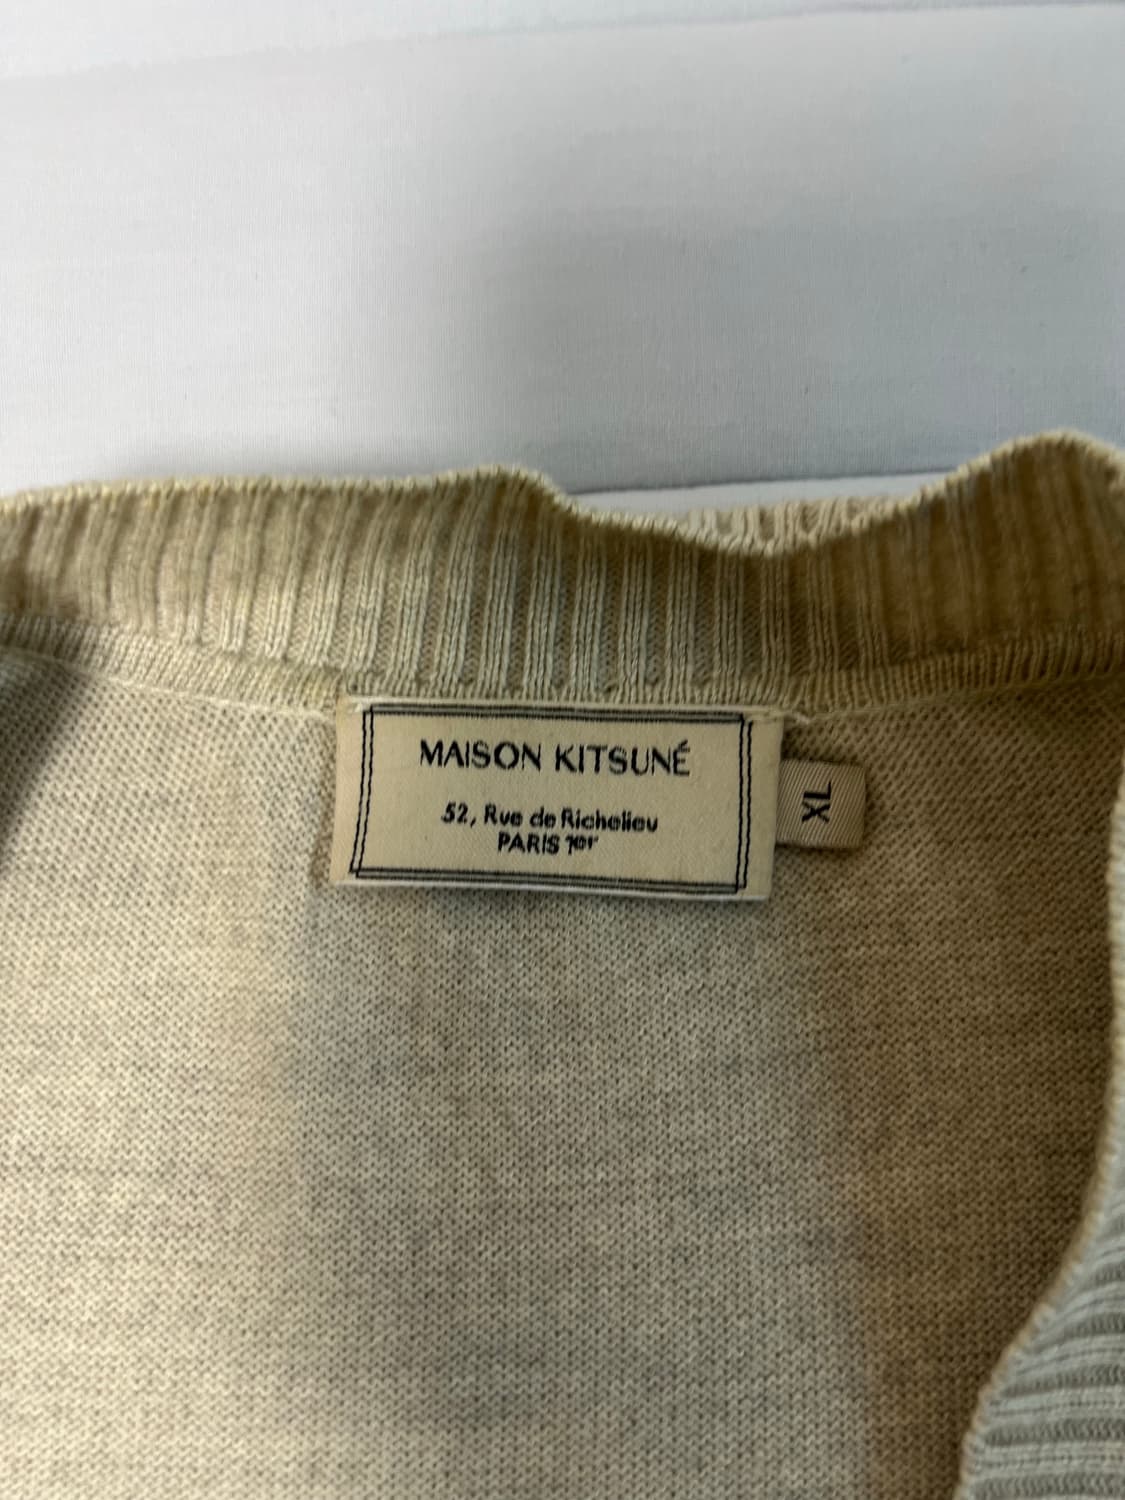 MAISON KITSUNÉ
52, Rue de Richelieu
PARIS 1er
XL